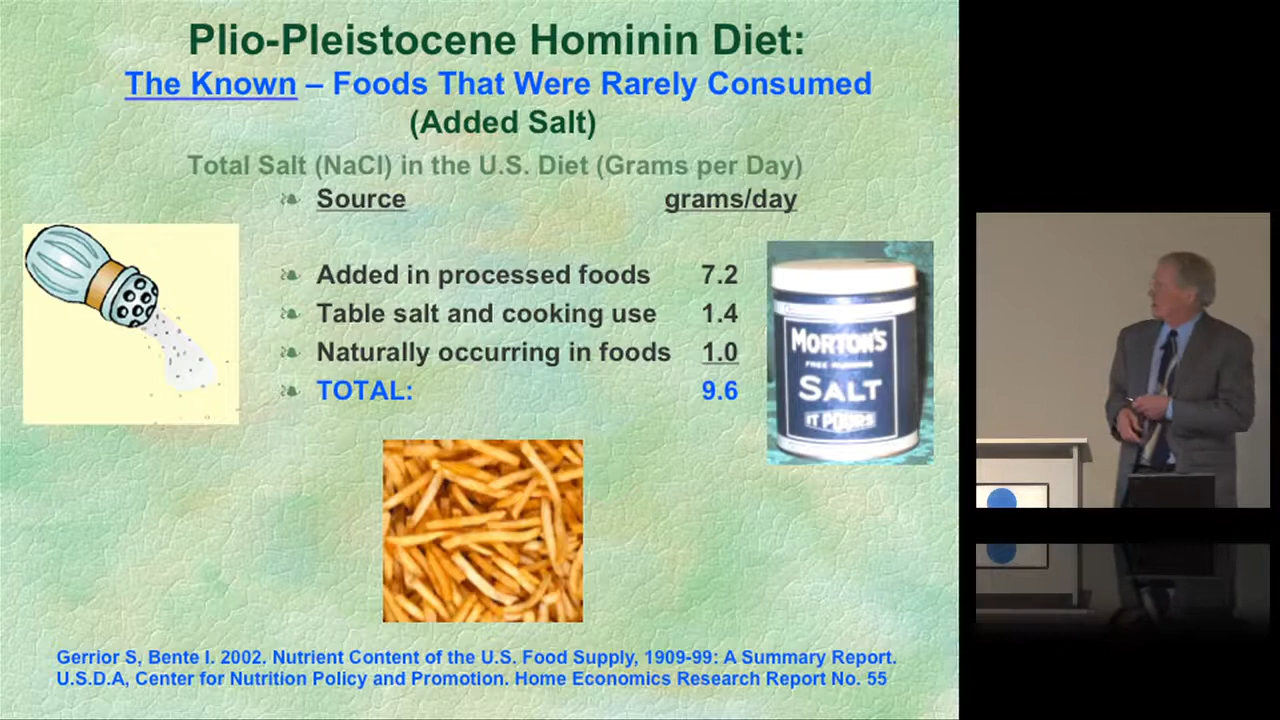 Plio-Pleistocene Hominin Diet:
The Known – Foods That Were Rarely Consumed
(Added Salt)
Total Salt (NaCl) in the U.S. Diet (Grams per Day)
Source grams/day
Added in processed foods 7.2
Table salt and cooking use 1.4
Naturally occurring in foods 1.0
TOTAL: 9.6
MORTON'S
FREE RUNNING
SALT
IT POURS
Gerrior S, Bente I. 2002. Nutrient Content of the U.S. Food Supply, 1909-99: A Summary Report.
U.S.D.A, Center for Nutrition Policy and Promotion. Home Economics Research Report No. 55